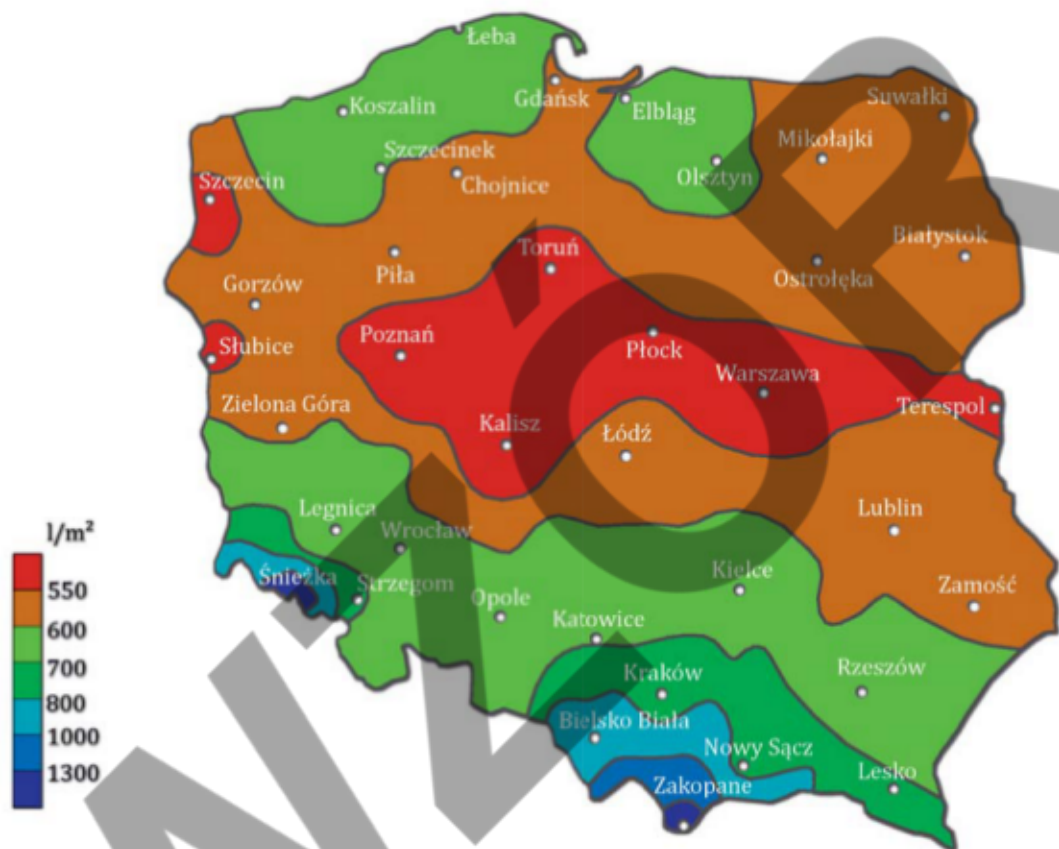 Łeba
Gdańsk
Koszalin
Elbląg
Suwałki
Mikołajki
Szczecinek
Chojnice
Olsztyn
Szczecin
Toruń
Białystok
Piła
Ostrołęka
Gorzów
Poznań
Płock
Słubice
Warszawa
Zielona Góra
Kalisz
Łódź
Terespol
Legnica
Lublin
Wrocław
l/m²
Śnieżka
Strzegom
Opole
Kielce
Zamość
550
600
700
800
1000
1300
Katowice
Kraków
Rzeszów
Bielsko Biała
Nowy Sącz
Zakopane
Lesko
WZÓR